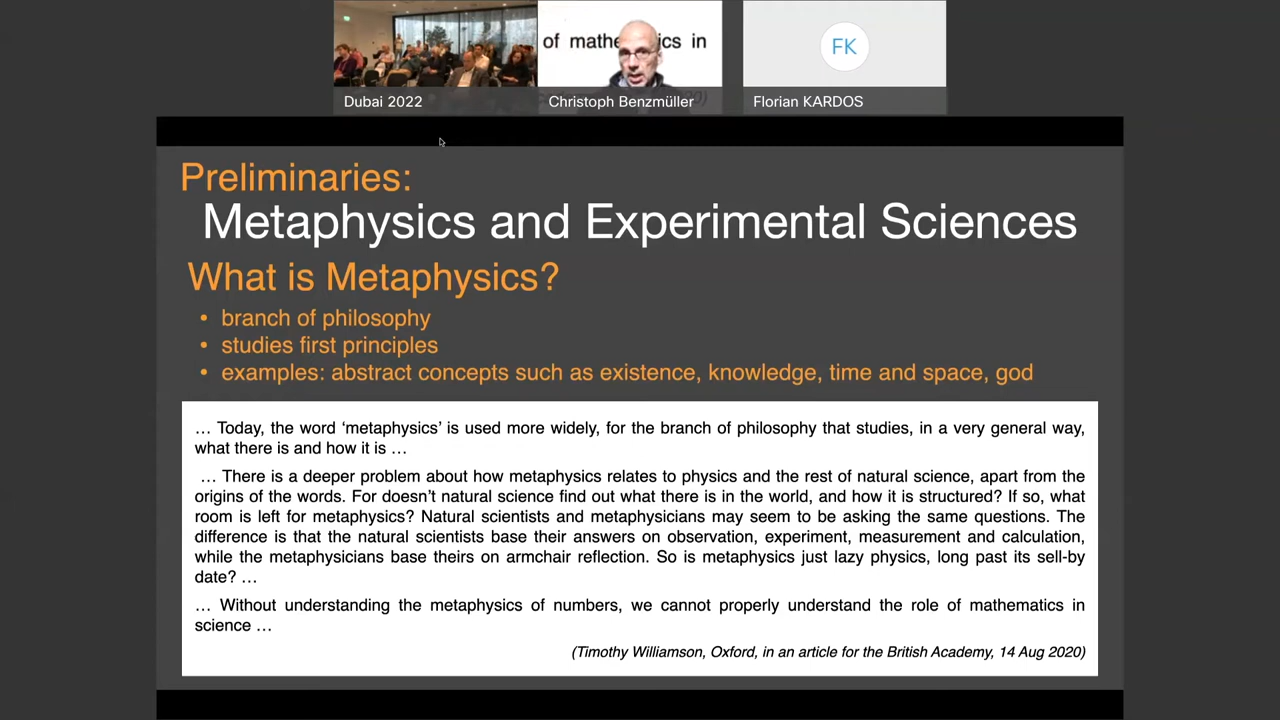 of mathe ics in
FK
Dubai 2022
Christoph Benzmüller
Florian KARDOS
Preliminaries:
Metaphysics and Experimental Sciences
What is Metaphysics?
• branch of philosophy
• studies first principles
• examples: abstract concepts such as existence, knowledge, time and space, god
… Today, the word ‘metaphysics’ is used more widely, for the branch of philosophy that studies, in a very general way,
what there is and how it is …
… There is a deeper problem about how metaphysics relates to physics and the rest of natural science, apart from the
origins of the words. For doesn’t natural science find out what there is in the world, and how it is structured? If so, what
room is left for metaphysics? Natural scientists and metaphysicians may seem to be asking the same questions. The
difference is that the natural scientists base their answers on observation, experiment, measurement and calculation,
while the metaphysicians base theirs on armchair reflection. So is metaphysics just lazy physics, long past its sell-by
date? …
… Without understanding the metaphysics of numbers, we cannot properly understand the role of mathematics in
science …
(Timothy Williamson, Oxford, in an article for the British Academy, 14 Aug 2020)